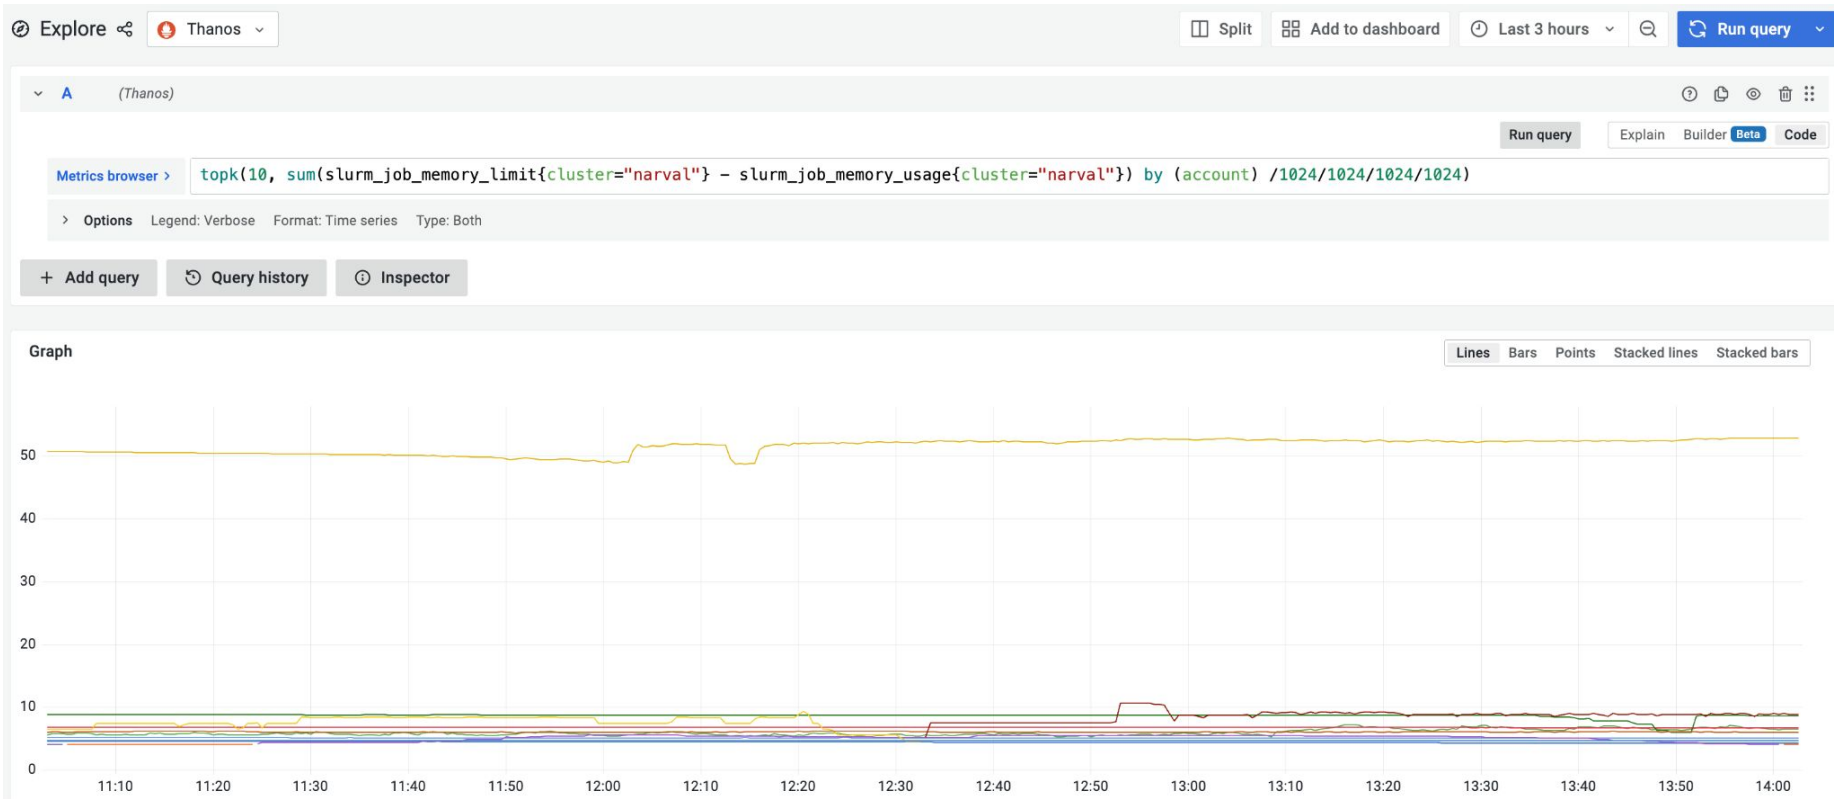 Explore Thanos Split Add to dashboard Last 3 hours Run query
A (Thanos)
Run query Explain Builder Beta Code
Metrics browser > topk(10, sum(slurm_job_memory_limit{cluster="narval"} - slurm_job_memory_usage{cluster="narval"}) by (account) /1024/1024/1024/1024)
> Options Legend: Verbose Format: Time series Type: Both
+ Add query Query history Inspector
Graph Lines Bars Points Stacked lines Stacked bars
50
40
30
20
10
0
11:10 11:20 11:30 11:40 11:50 12:00 12:10 12:20 12:30 12:40 12:50 13:00 13:10 13:20 13:30 13:40 13:50 14:00